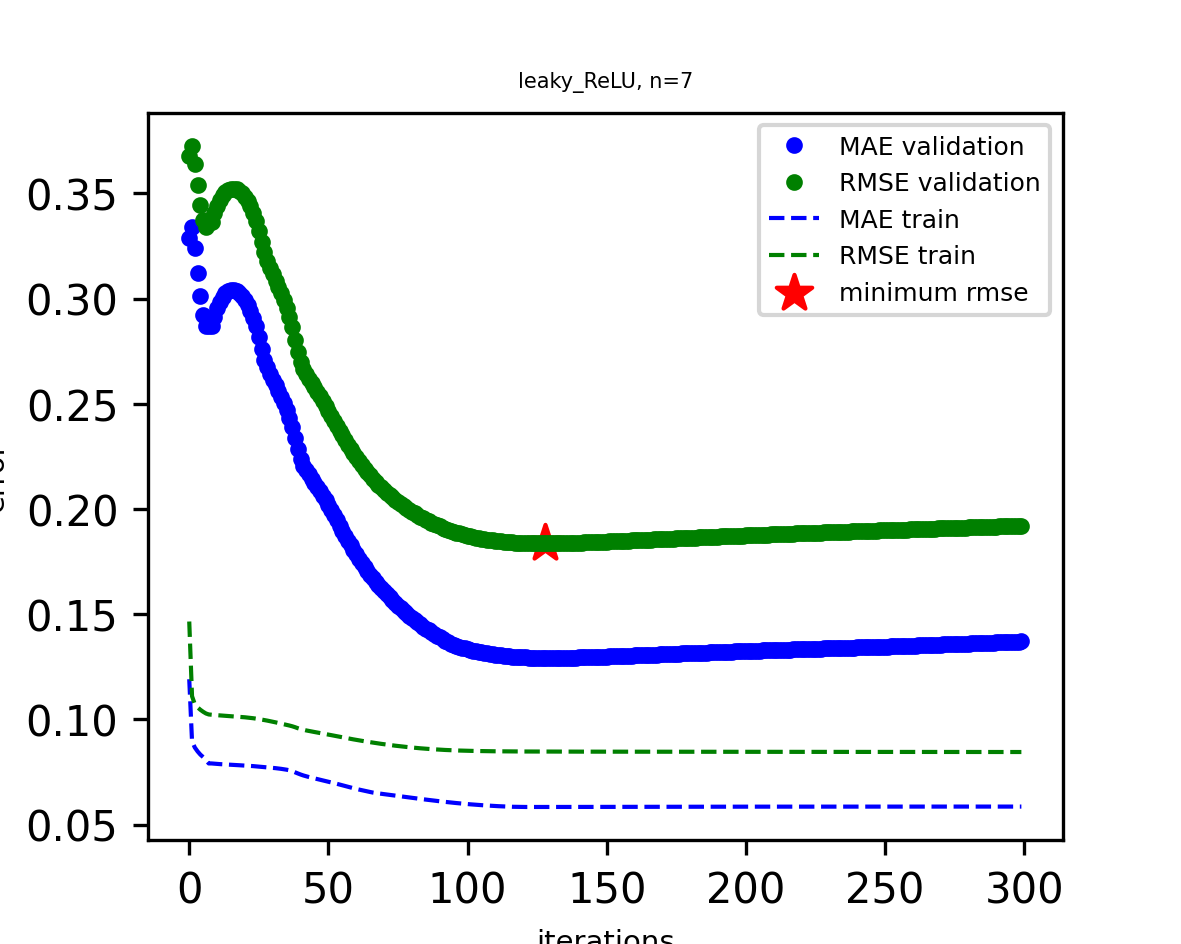 leaky_ReLU, n=7
MAE validation
RMSE validation
MAE train
RMSE train
minimum rmse
0.35
0.30
0.25
0.20
0.15
0.10
0.05
0 50 100 150 200 250 300
iterations